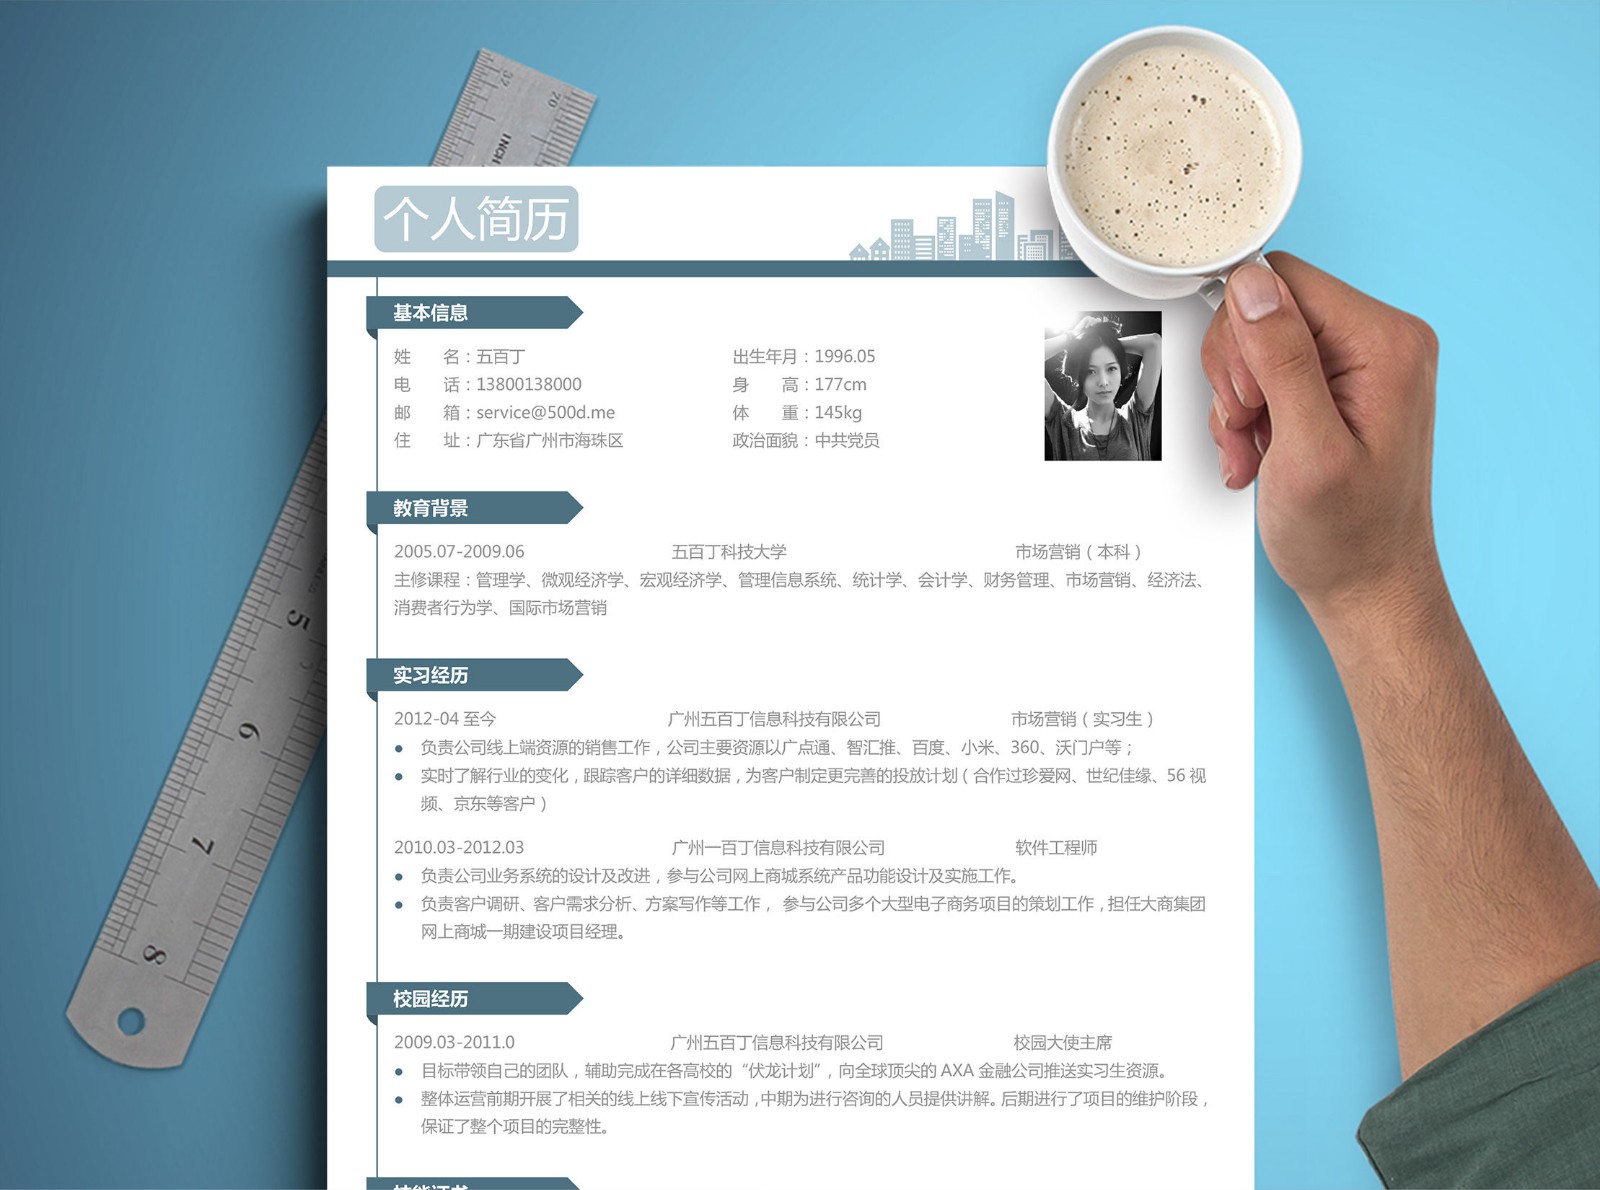 32
20
INCH
个人简历
基本信息
姓 名：五百丁 出生年月：1996.05
电 话：13800138000 身 高：177cm
邮 箱：service@500d.me 体 重：145kg
住 址：广东省广州市海珠区 政治面貌：中共党员
教育背景
2005.07-2009.06 五百丁科技大学 市场营销（本科）
主修课程：管理学、微观经济学、宏观经济学、管理信息系统、统计学、会计学、财务管理、市场营销、经济法、
消费者行为学、国际市场营销
实习经历
2012-04 至今 广州五百丁信息科技有限公司 市场营销（实习生）
负责公司线上端资源的销售工作，公司主要资源以广点通、智汇推、百度、小米、360、沃门户等；
实时了解行业的变化，跟踪客户的详细数据，为客户制定更完善的投放计划（合作过珍爱网、世纪佳缘、56 视
频、京东等客户）
2010.03-2012.03 广州一百丁信息科技有限公司 软件工程师
负责公司业务系统的设计及改进，参与公司网上商城系统产品功能设计及实施工作。
负责客户调研、客户需求分析、方案写作等工作， 参与公司多个大型电子商务项目的策划工作，担任大商集团
网上商城一期建设项目经理。
校园经历
2009.03-2011.0 广州五百丁信息科技有限公司 校园大使主席
目标带领自己的团队，辅助完成在各高校的“伏龙计划”，向全球顶尖的 AXA 金融公司推送实习生资源。
整体运营前期开展了相关的线上线下宣传活动，中期为进行咨询的人员提供讲解。后期进行了项目的维护阶段，
保证了整个项目的完整性。
技能证书
5
6
7
8